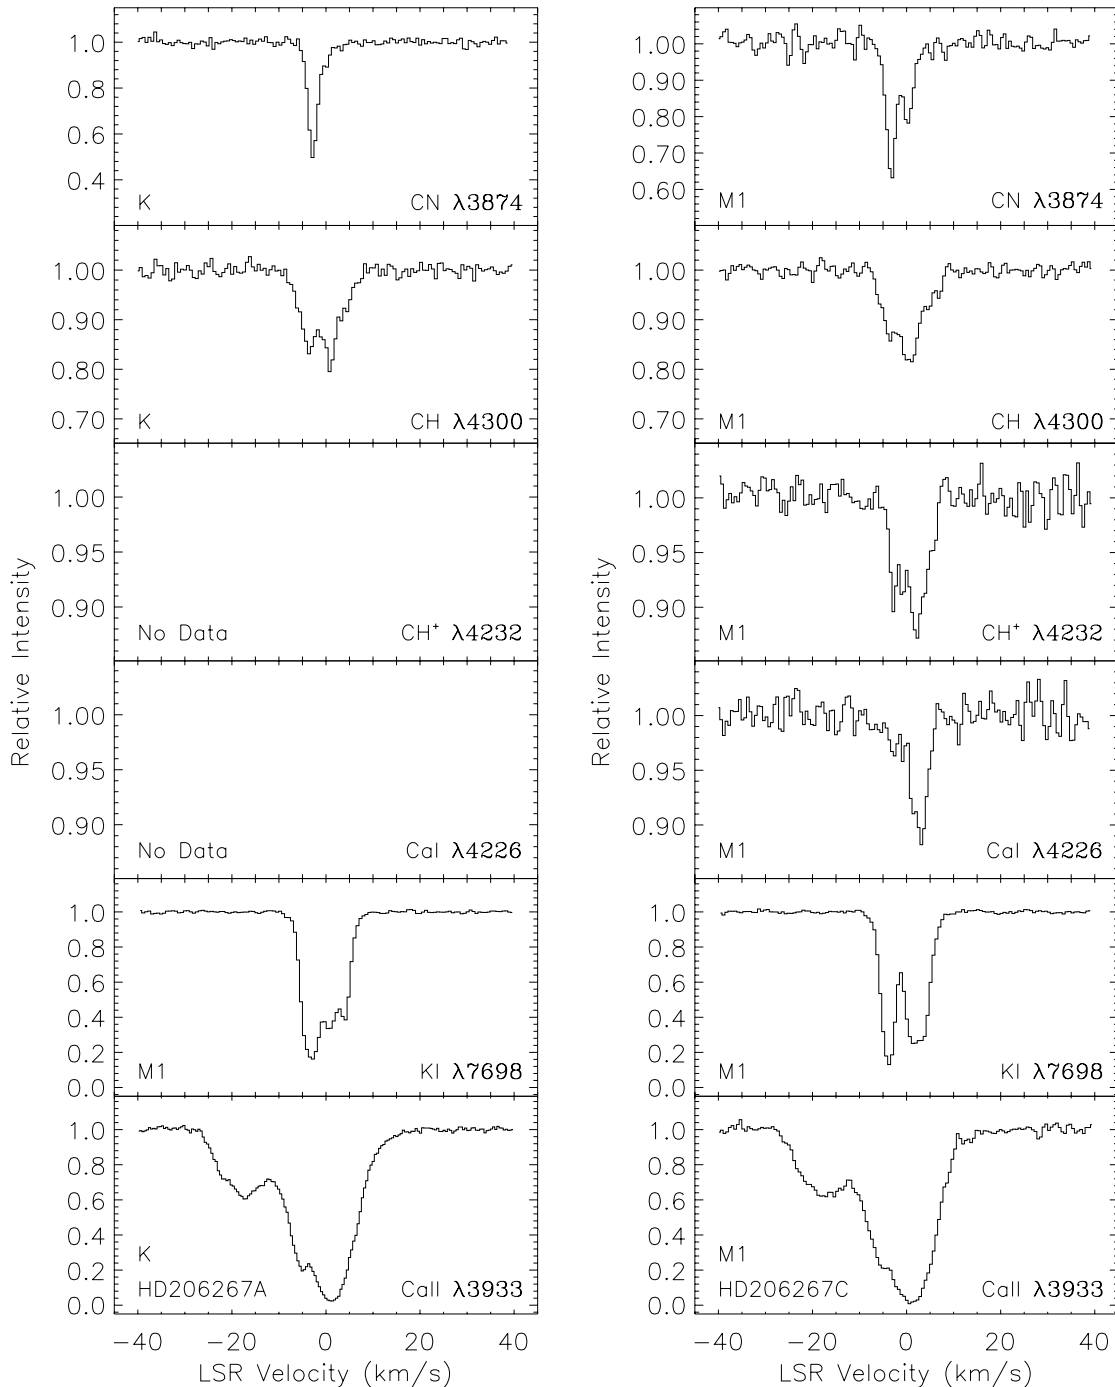 1.0
0.8
0.6
0.4
K
CN λ3874
1.00
0.90
0.80
0.70
K
CH λ4300
1.00
0.95
0.90
No Data
CH⁺ λ4232
1.00
0.95
0.90
No Data
CaI λ4226
1.0
0.8
0.6
0.4
0.2
0.0
M1
KI λ7698
1.0
0.8
0.6
0.4
0.2
0.0
K
HD206267A
CaII λ3933
−40
−20
0
20
40
LSR Velocity (km/s)
Relative Intensity
1.00
0.90
0.80
0.70
0.60
M1
CN λ3874
1.00
0.90
0.80
0.70
M1
CH λ4300
1.00
0.95
0.90
M1
CH⁺ λ4232
1.00
0.95
0.90
M1
CaI λ4226
1.0
0.8
0.6
0.4
0.2
0.0
M1
KI λ7698
1.0
0.8
0.6
0.4
0.2
0.0
M1
HD206267C
CaII λ3933
−40
−20
0
20
40
LSR Velocity (km/s)
Relative Intensity